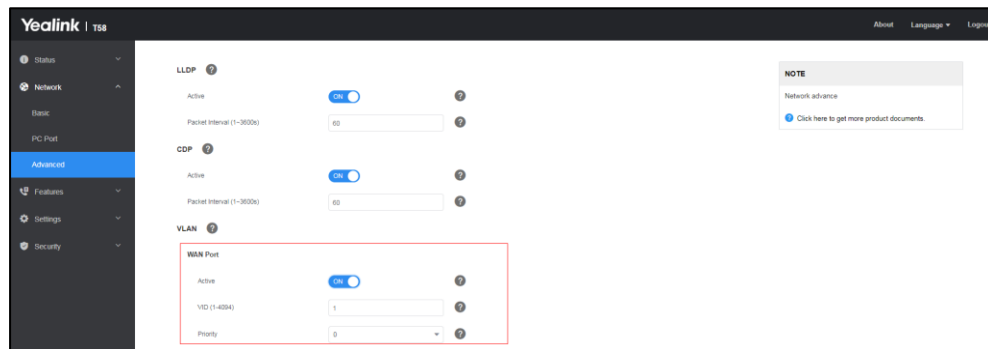 Yealink | T58
About Language Logou
Status
Network
Basic
PC Port
Advanced
Features
Settings
Security
LLDP ?
Active ON ?
Packet Interval (1~3600s) 60 ?
CDP ?
Active ON ?
Packet Interval (1~3600s) 60 ?
VLAN ?
WAN Port
Active ON ?
VID (1-4094) 1 ?
Priority 0 ?
NOTE
Network advance
? Click here to get more product documents.